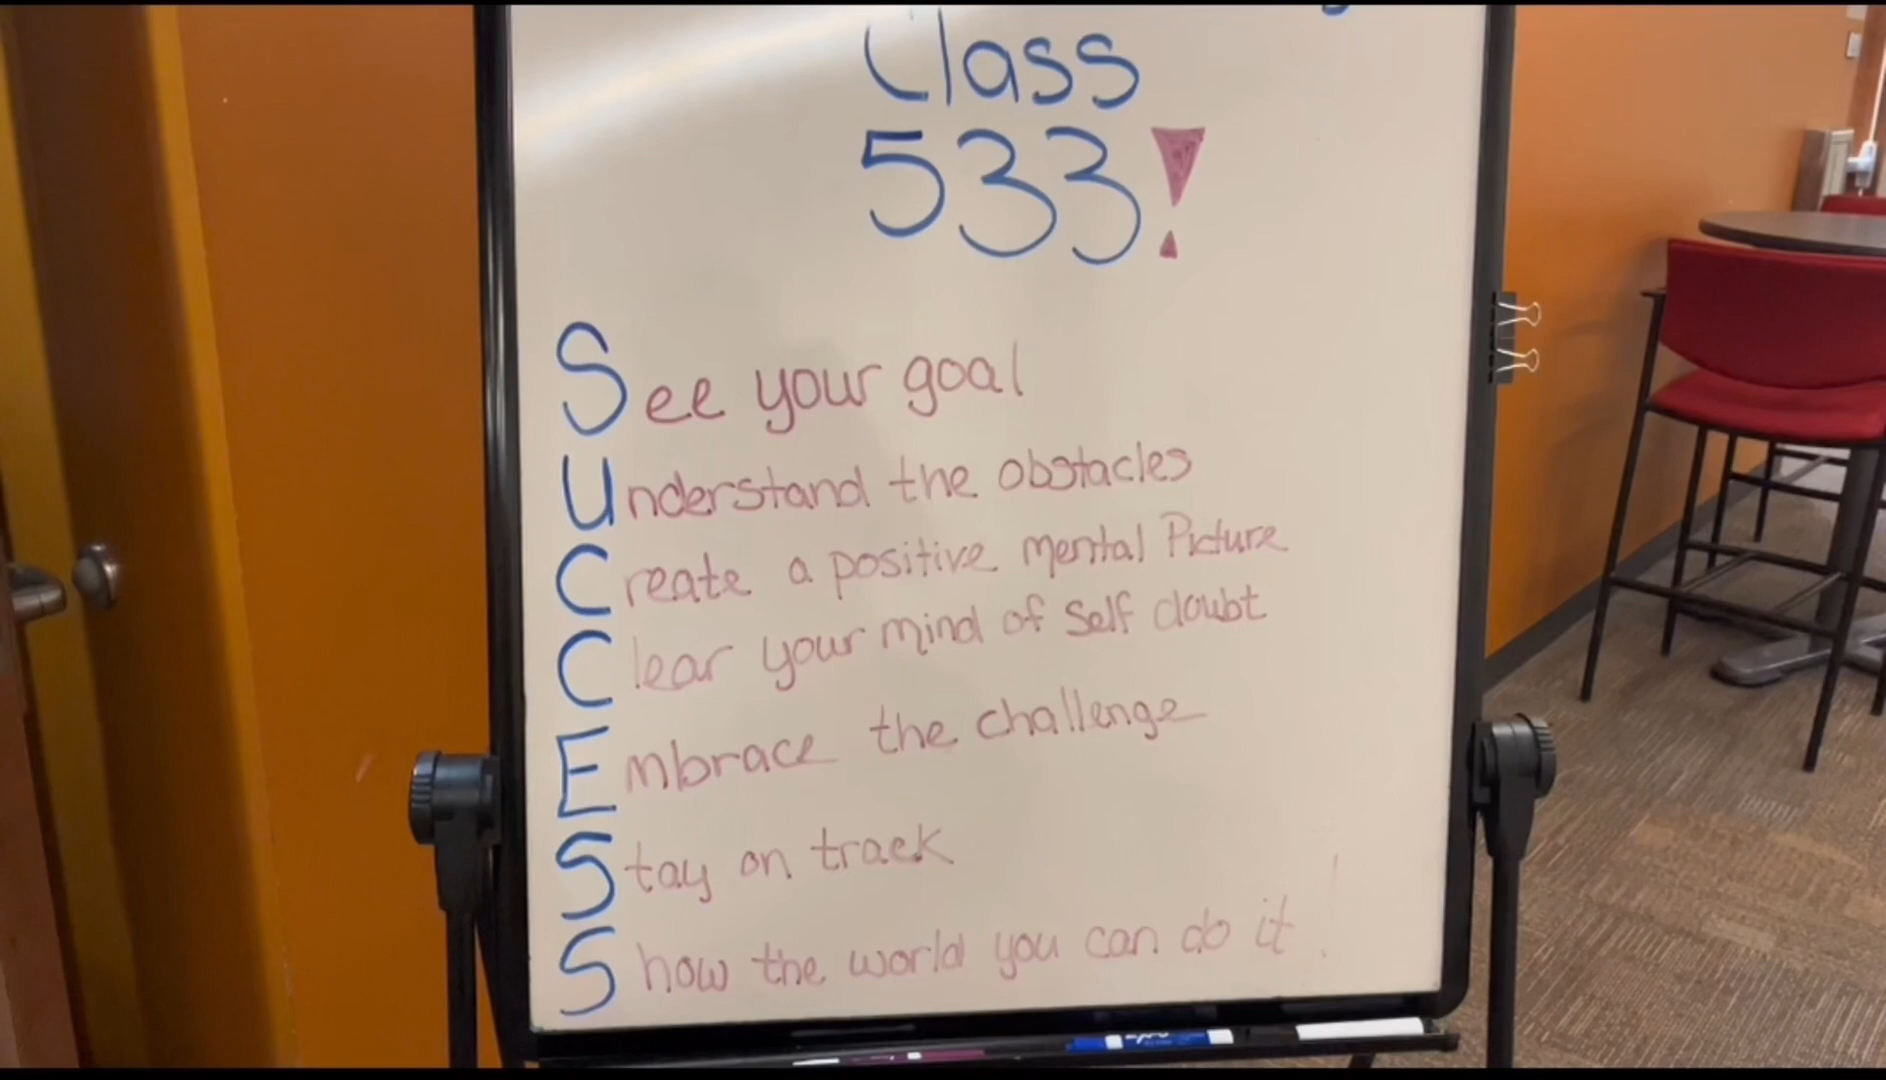 Class
533!
See your goal
Understand the obstacles
Create a positive mental Picture
Clear your mind of self doubt
Embrace the challenge
Stay on track
Show the world you can do it!
EXPO